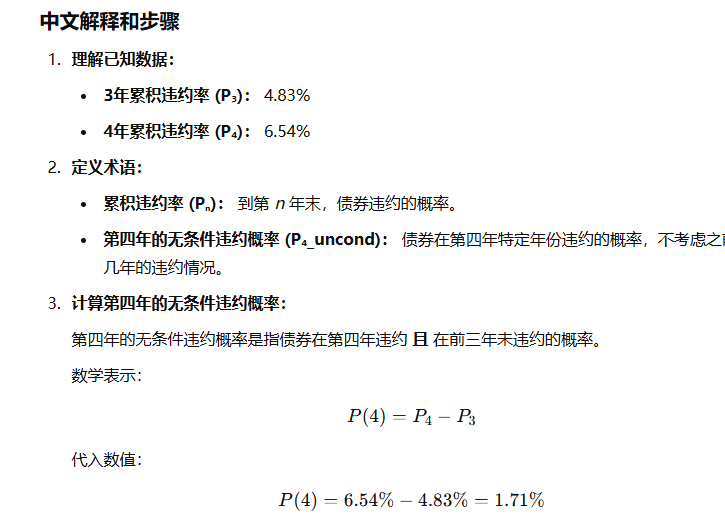 中文解释和步骤
1. 理解已知数据：
• 3年累积违约率 (P₃)： 4.83%
• 4年累积违约率 (P₄)： 6.54%
2. 定义术语：
• 累积违约率 (Pₙ)： 到第 n 年末，债券违约的概率。
• 第四年的无条件违约概率 (P₄_uncond)： 债券在第四年特定年份违约的概率，不考虑之
几年的违约情况。
3. 计算第四年的无条件违约概率：
第四年的无条件违约概率是指债券在第四年违约 且 在前三年未违约的概率。
数学表示：
P(4) = P₄ − P₃
代入数值：
P(4) = 6.54% − 4.83% = 1.71%